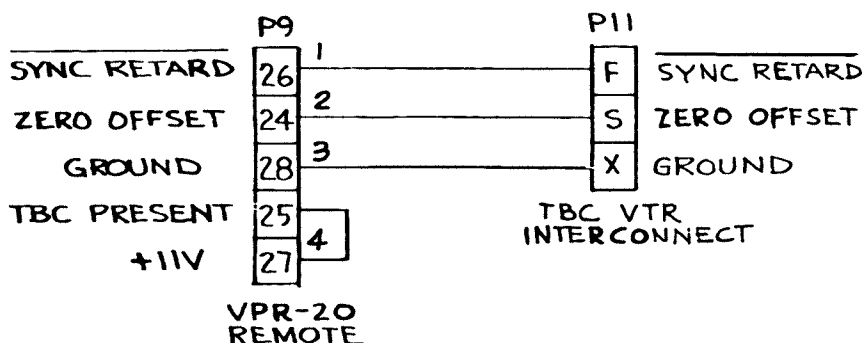 P9 P11
SYNC RETARD 26 1 F SYNC RETARD
ZERO OFFSET 24 2 S ZERO OFFSET
GROUND 28 3 X GROUND
TBC PRESENT 25
4
+11V 27
TBC VTR
INTERCONNECT
VPR-20
REMOTE